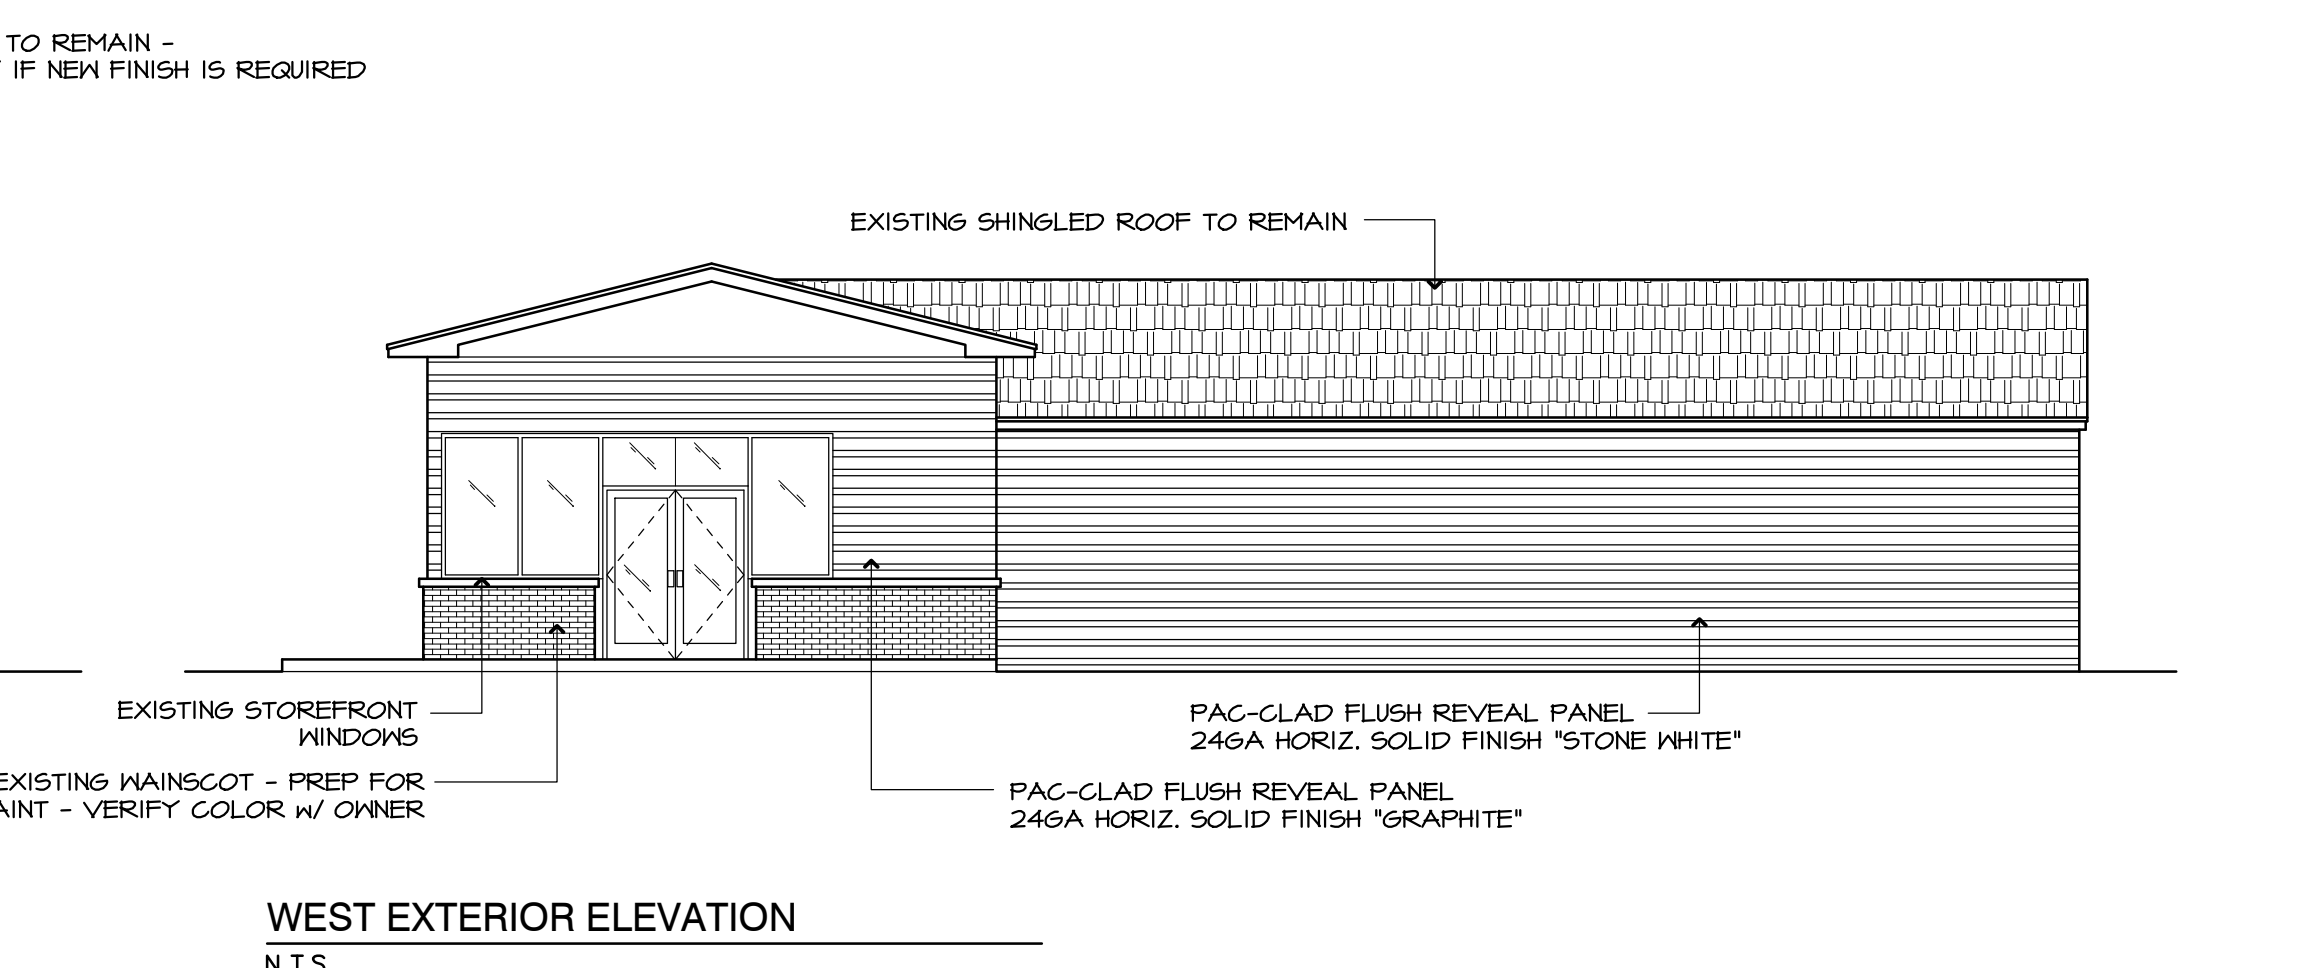 TO REMAIN -
IF NEW FINISH IS REQUIRED
EXISTING SHINGLED ROOF TO REMAIN
EXISTING STOREFRONT
WINDOWS
EXISTING WAINSCOT - PREP FOR
AINT - VERIFY COLOR w/ OWNER
PAC-CLAD FLUSH REVEAL PANEL
24GA HORIZ. SOLID FINISH "STONE WHITE"
PAC-CLAD FLUSH REVEAL PANEL
24GA HORIZ. SOLID FINISH "GRAPHITE"
WEST EXTERIOR ELEVATION
N.T.S.